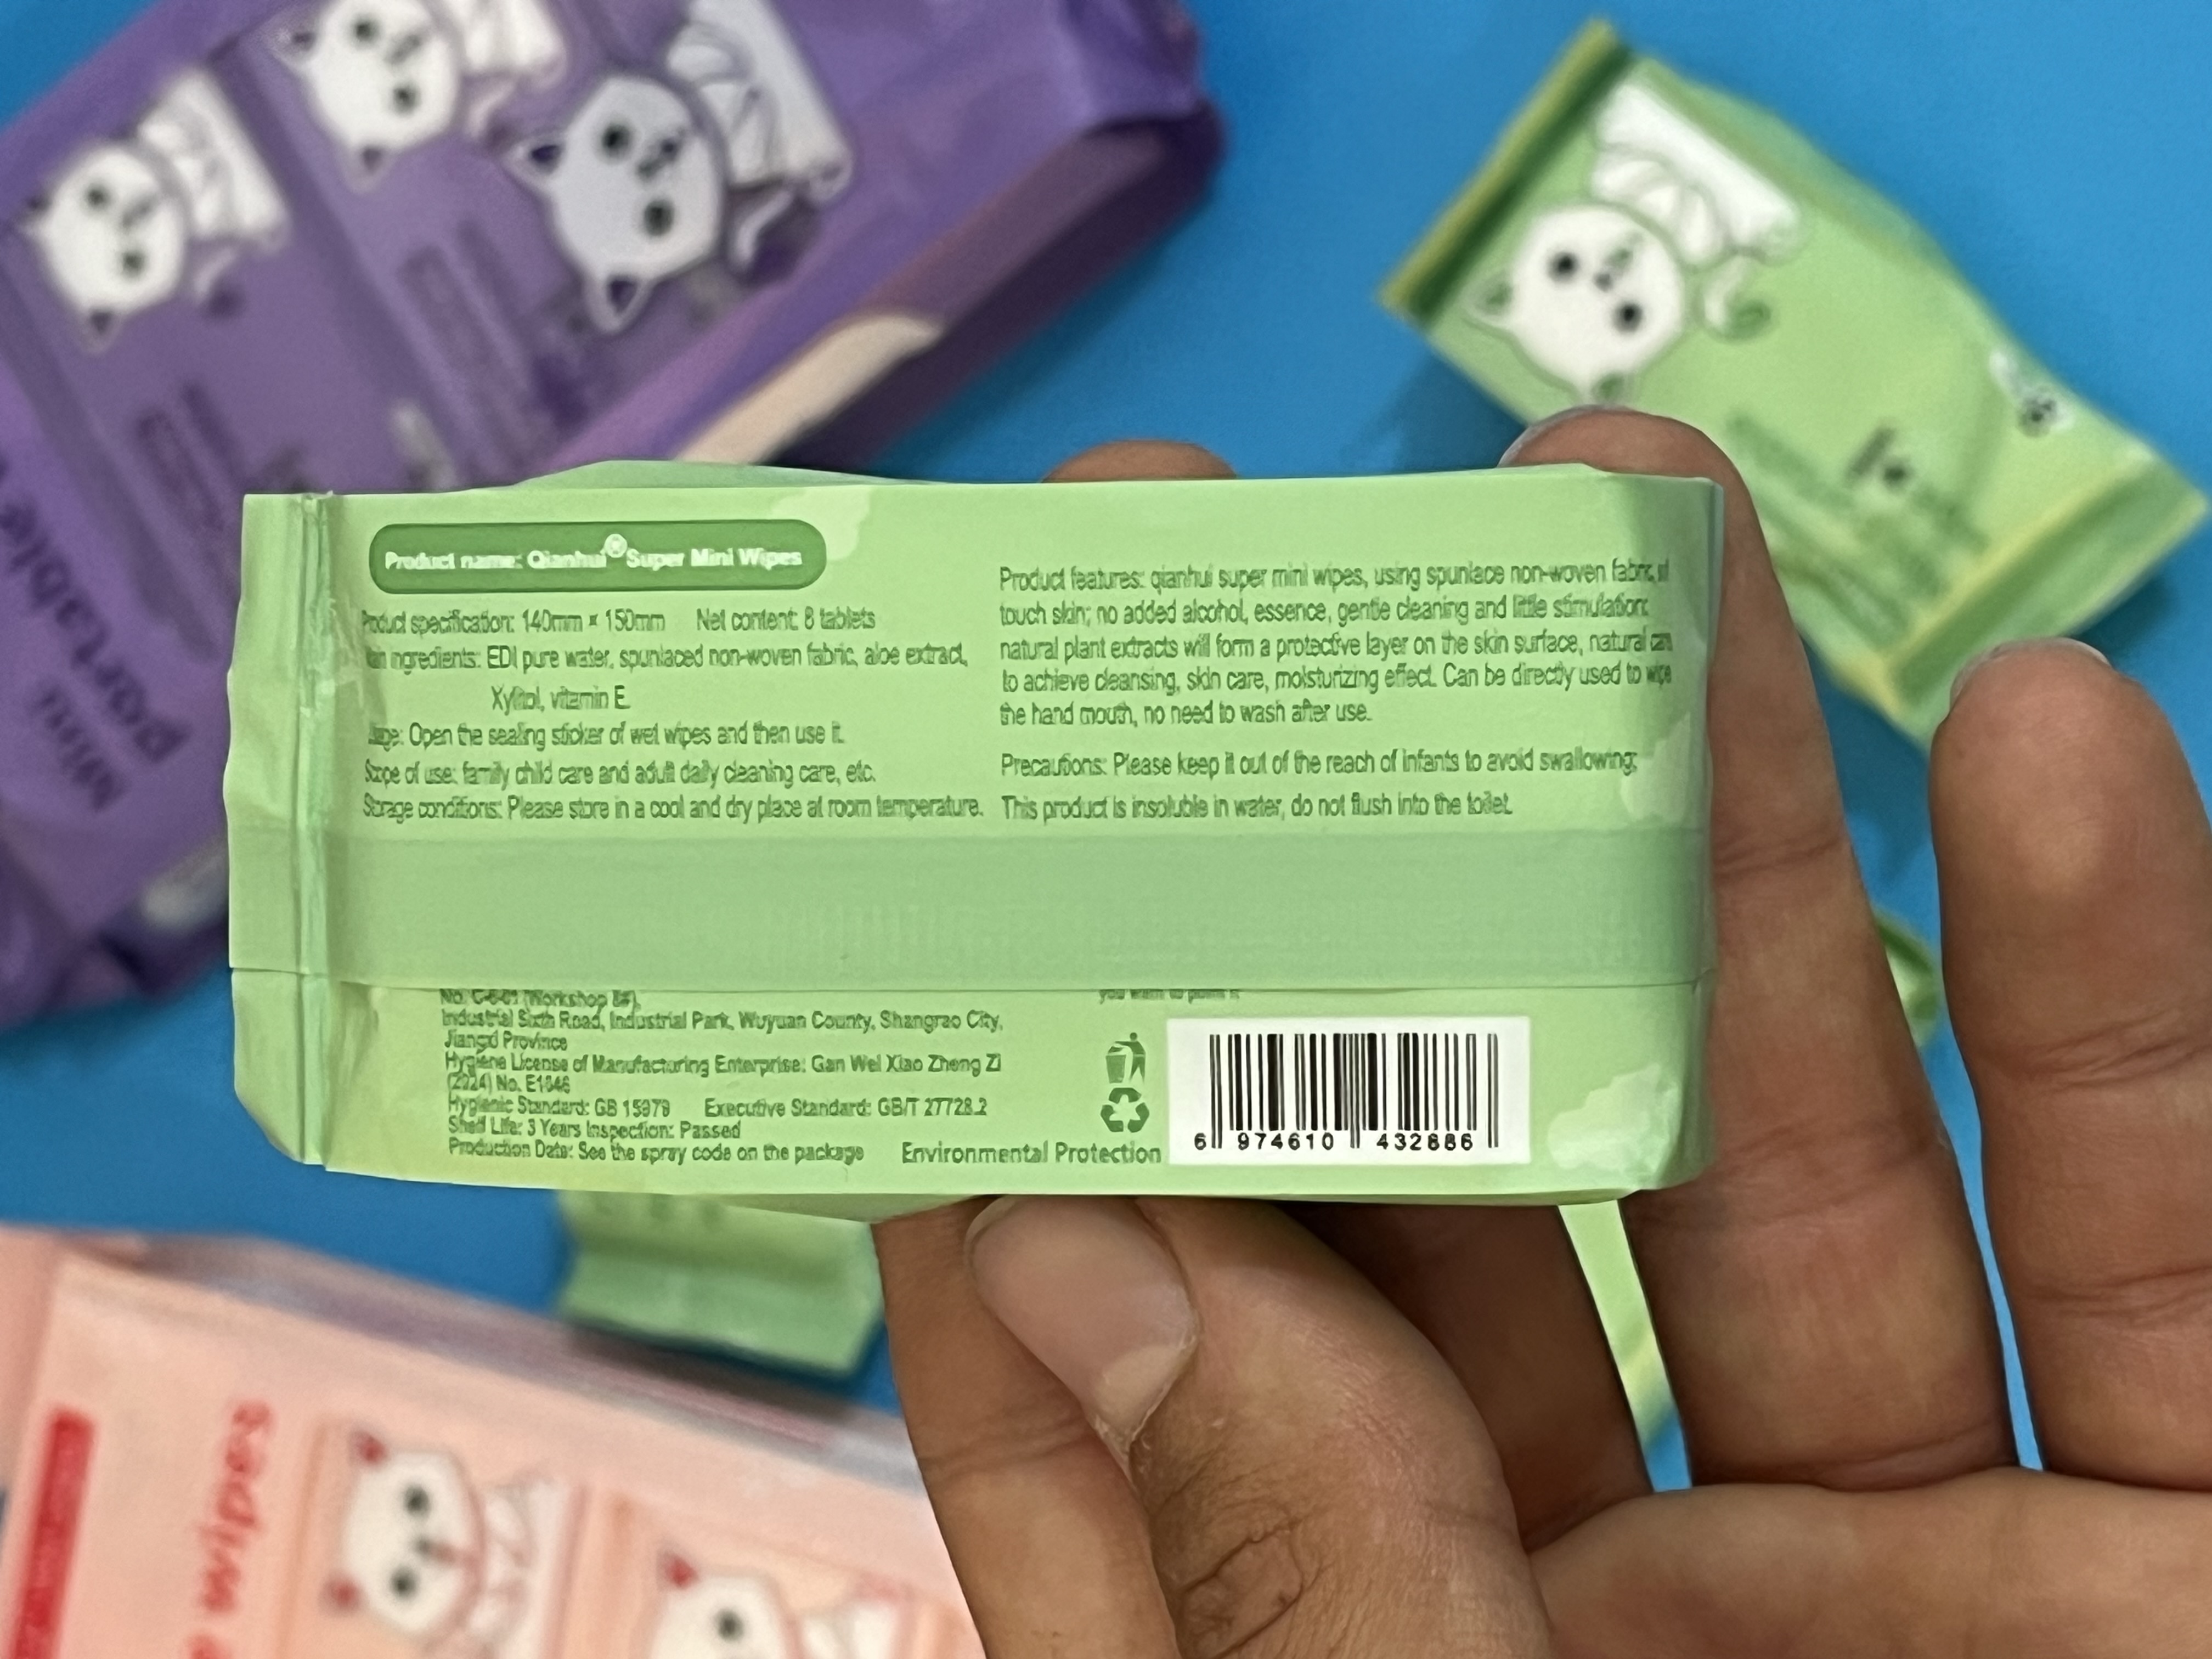 Product name: Qianhui® Super Mini Wipes
Product specification: 140mm × 150mm Net content: 8 tablets
ingredients: EDI pure water, spunlaced non-woven fabric, aloe extract,
Xylitol, vitamin E.
Open the sealing sticker of wet wipes and then use it.
Scope of use: family child care and adult daily cleaning care, etc.
Storage conditions: Please store in a cool and dry place at room temperature.
Product features: qianhui super mini wipes, using spunlace non-woven fabric,
touch skin; no added alcohol, essence, gentle cleaning and little stimulation;
natural plant extracts will form a protective layer on the skin surface, natural
to achieve cleansing, skin care, moisturizing effect. Can be directly used to wipe
the hand mouth, no need to wash after use.
Precautions: Please keep it out of the reach of infants to avoid swallowing;
This product is insoluble in water, do not flush into the toilet.
(Workshop
Industrial Sixth Road, Industrial Park, Wuyuan County, Shangrao City,
Jiangxi Province
Hygiene License of Manufacturing Enterprise: Gan Wei Xiao Zheng Zi
(2024) No. E1046
Hygienic Standard: GB 15979 Executive Standard: GB/T 27728.2
Shelf Life: 3 Years Inspection: Passed
Production Date: See the spray code on the package
Environmental Protection
6 974610 432886
Mini
portable
wipes